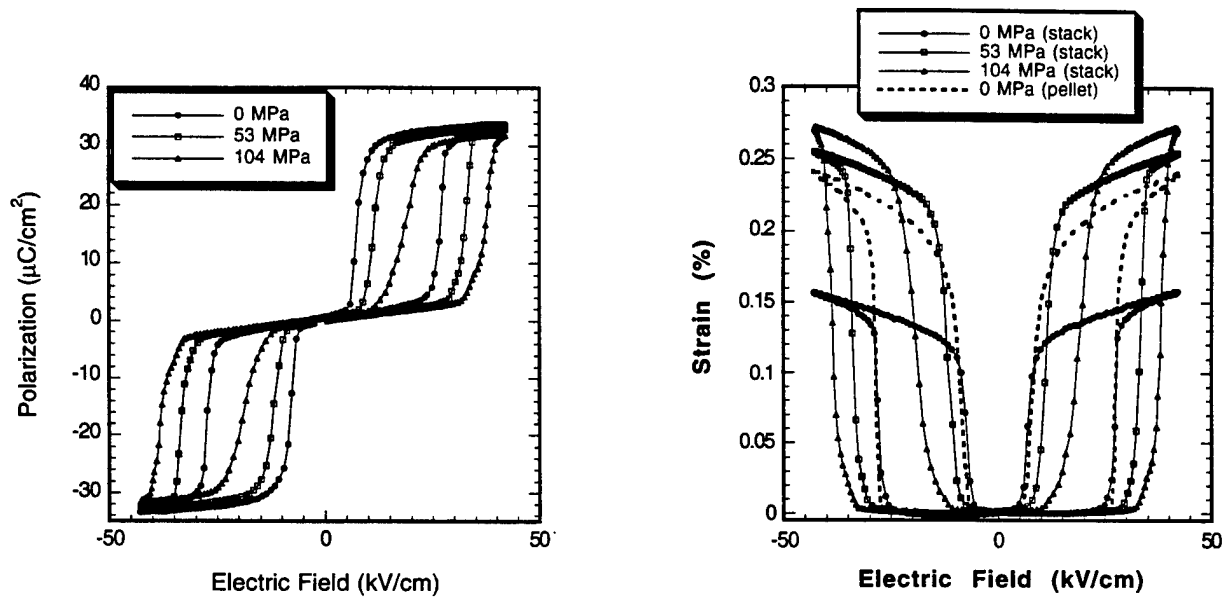 40
30
20
10
0
-10
-20
-30
Polarization (μC/cm²)
0 MPa
53 MPa
104 MPa
-50
0
50
Electric Field (kV/cm)
0 MPa (stack)
53 MPa (stack)
104 MPa (stack)
0 MPa (pellet)
0.3
0.25
0.2
0.15
0.1
0.05
0
Strain (%)
-50
0
50
Electric Field (kV/cm)